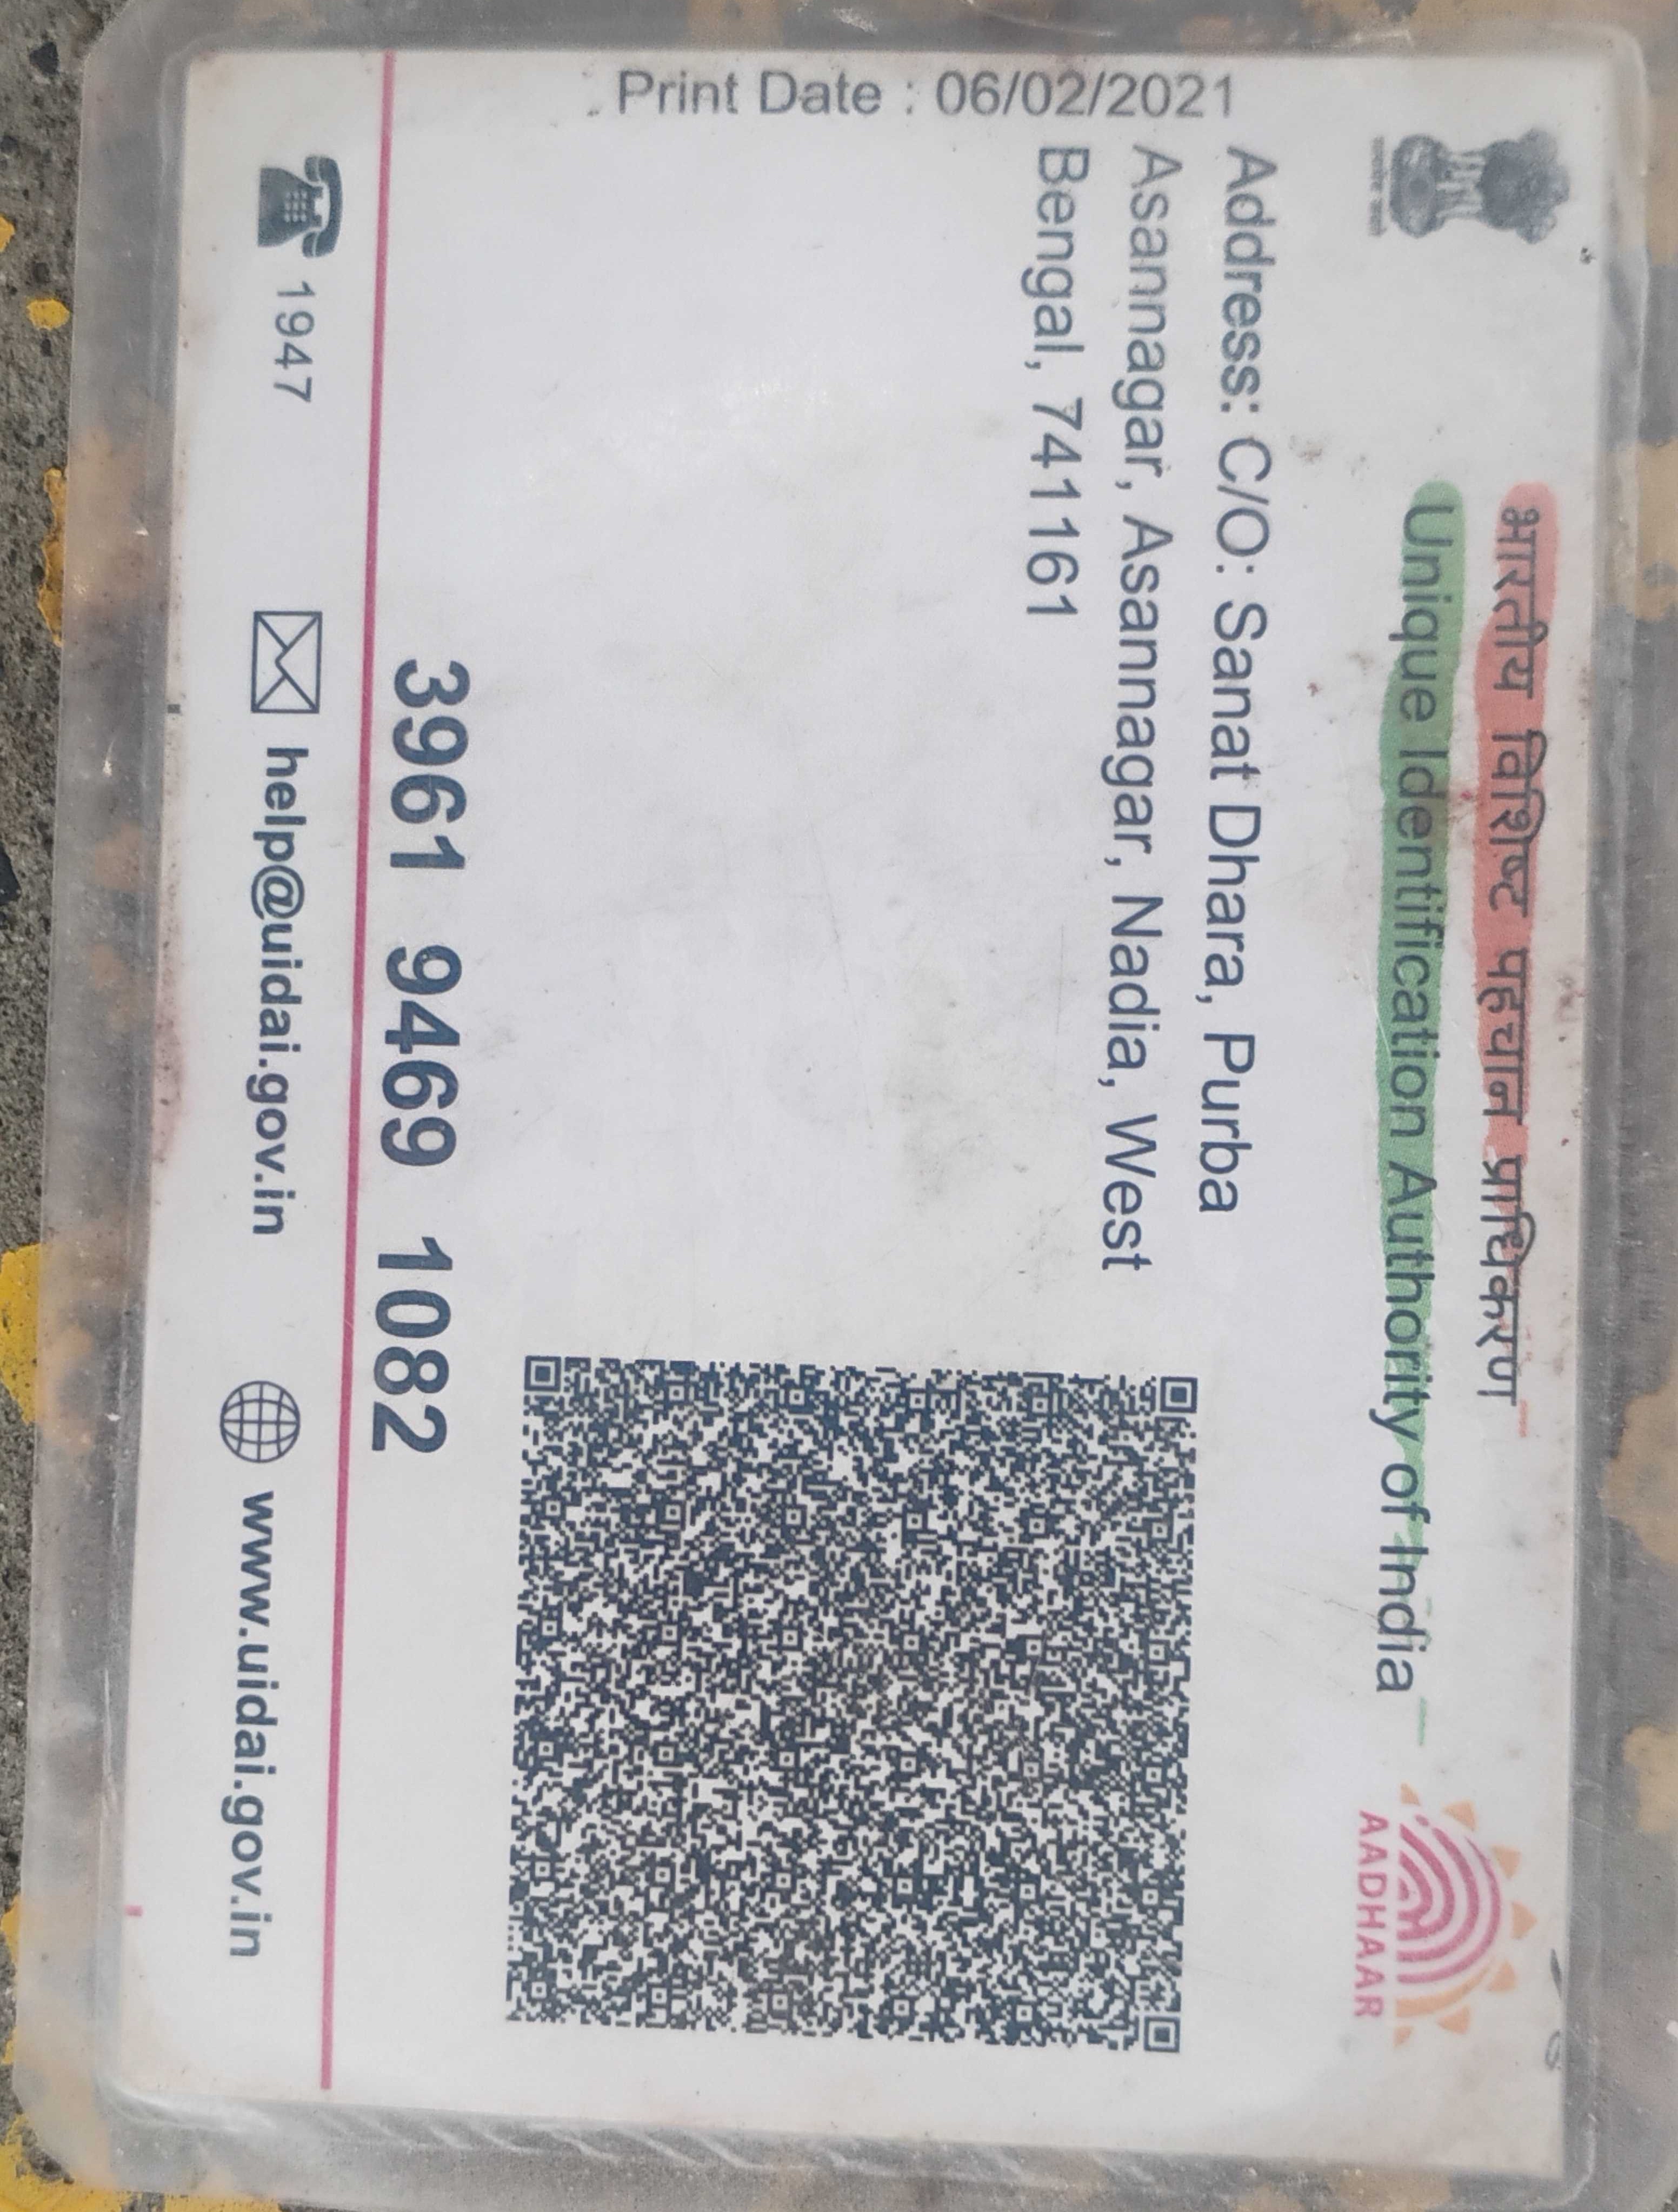 भारतीय विशिष्ट पहचान प्राधिकरण
Unique Identification Authority of India
AADHAAR
Print Date : 06/02/2021
Address: C/O: Sanat Dhara, Purba
Asannagar, Asannagar, Nadia, West
Bengal, 741161
3961 9469 1082
1947
help@uidai.gov.in
www.uidai.gov.in